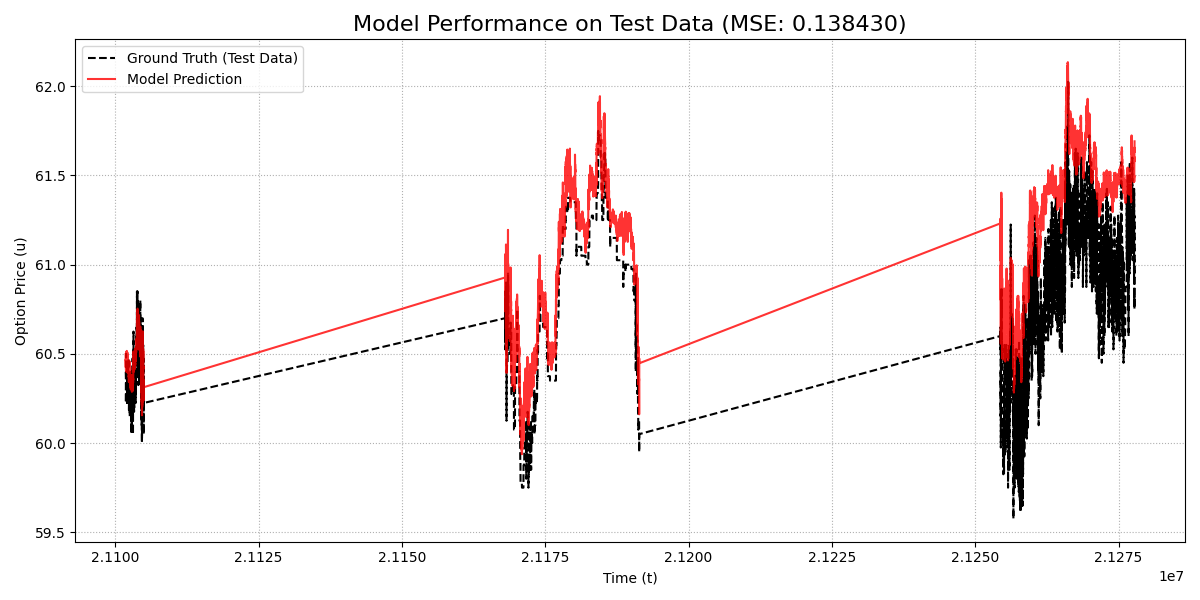 Model Performance on Test Data (MSE: 0.138430)
Ground Truth (Test Data)
Model Prediction
Option Price (u)
62.0
61.5
61.0
60.5
60.0
59.5
2.1100 2.1125 2.1150 2.1175 2.1200 2.1225 2.1250 2.1275
1e7
Time (t)